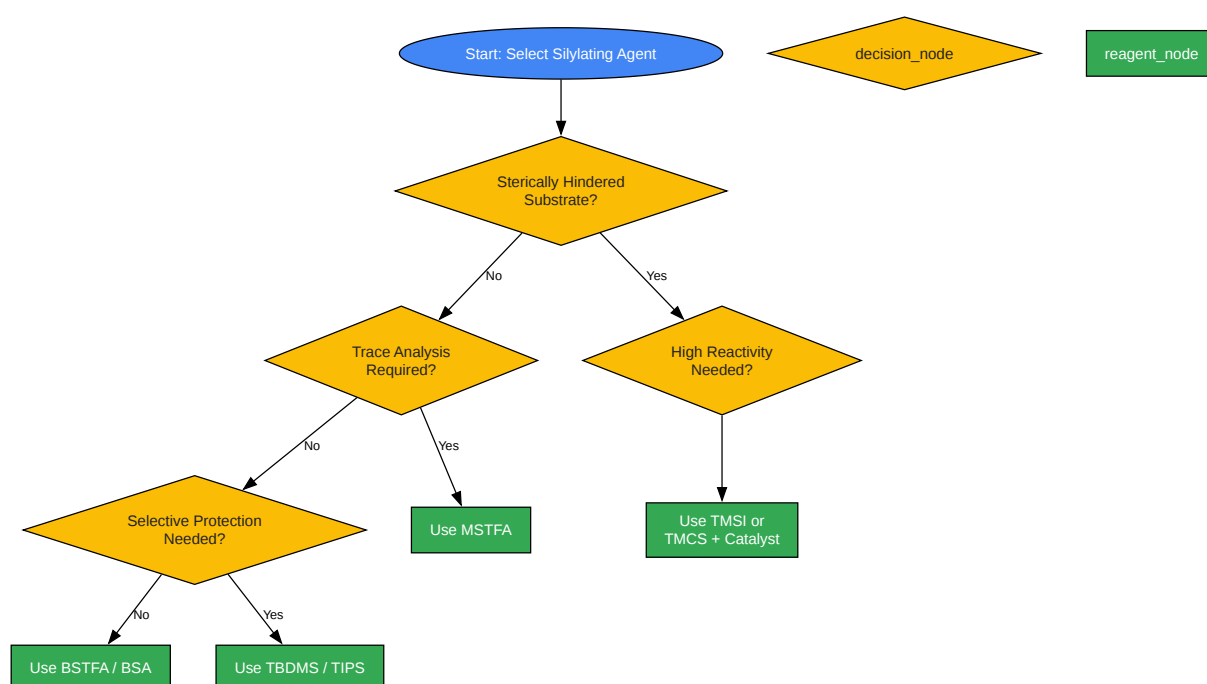 Start: Select Silylating Agent
decision_node
reagent_node
Sterically Hindered
Substrate?
No
Yes
Trace Analysis
Required?
High Reactivity
Needed?
No
Yes
Selective Protection
Needed?
Use MSTFA
Use TMSI or
TMCS + Catalyst
No
Yes
Use BSTFA / BSA
Use TBDMS / TIPS